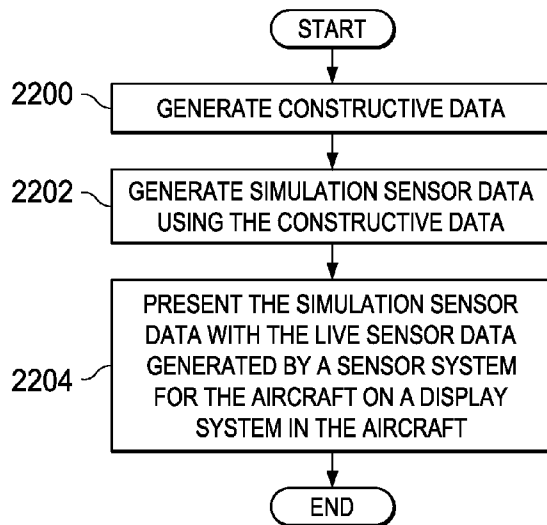 START
2200
GENERATE CONSTRUCTIVE DATA
2202
GENERATE SIMULATION SENSOR DATA
USING THE CONSTRUCTIVE DATA
2204
PRESENT THE SIMULATION SENSOR
DATA WITH THE LIVE SENSOR DATA
GENERATED BY A SENSOR SYSTEM
FOR THE AIRCRAFT ON A DISPLAY
SYSTEM IN THE AIRCRAFT
END